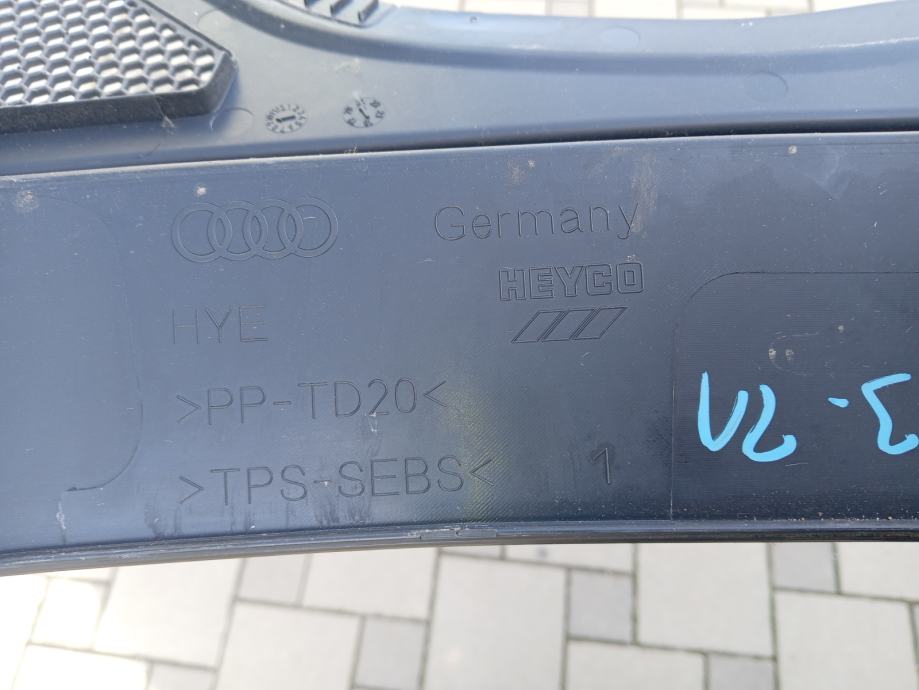 Germany
HEYCO
HYE
>PP-TD20<
>TPS-SEBS< 1